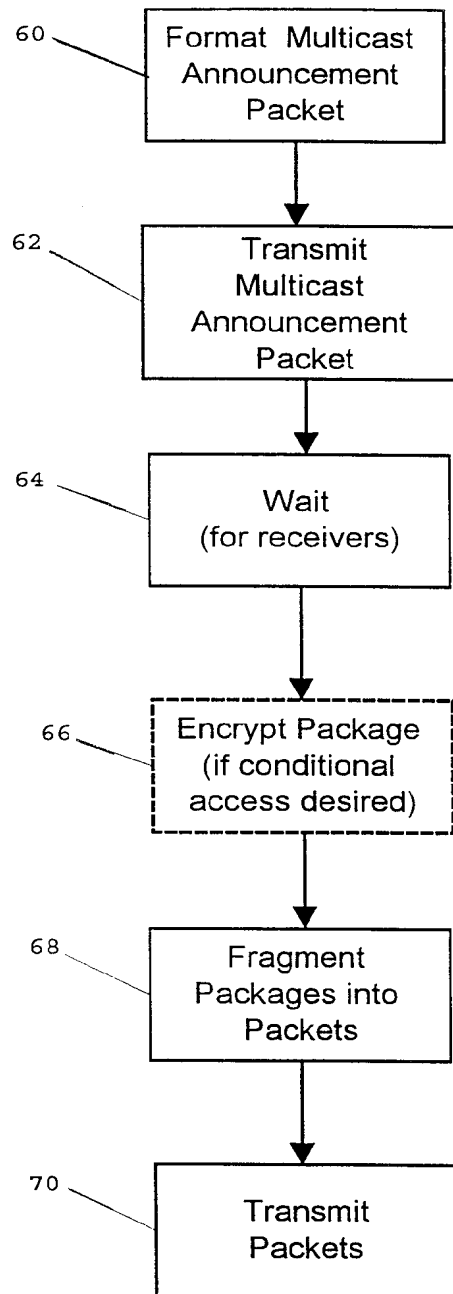 60
Format Multicast
Announcement
Packet
62
Transmit
Multicast
Announcement
Packet
64
Wait
(for receivers)
66
Encrypt Package
(if conditional
access desired)
68
Fragment
Packages into
Packets
70
Transmit
Packets